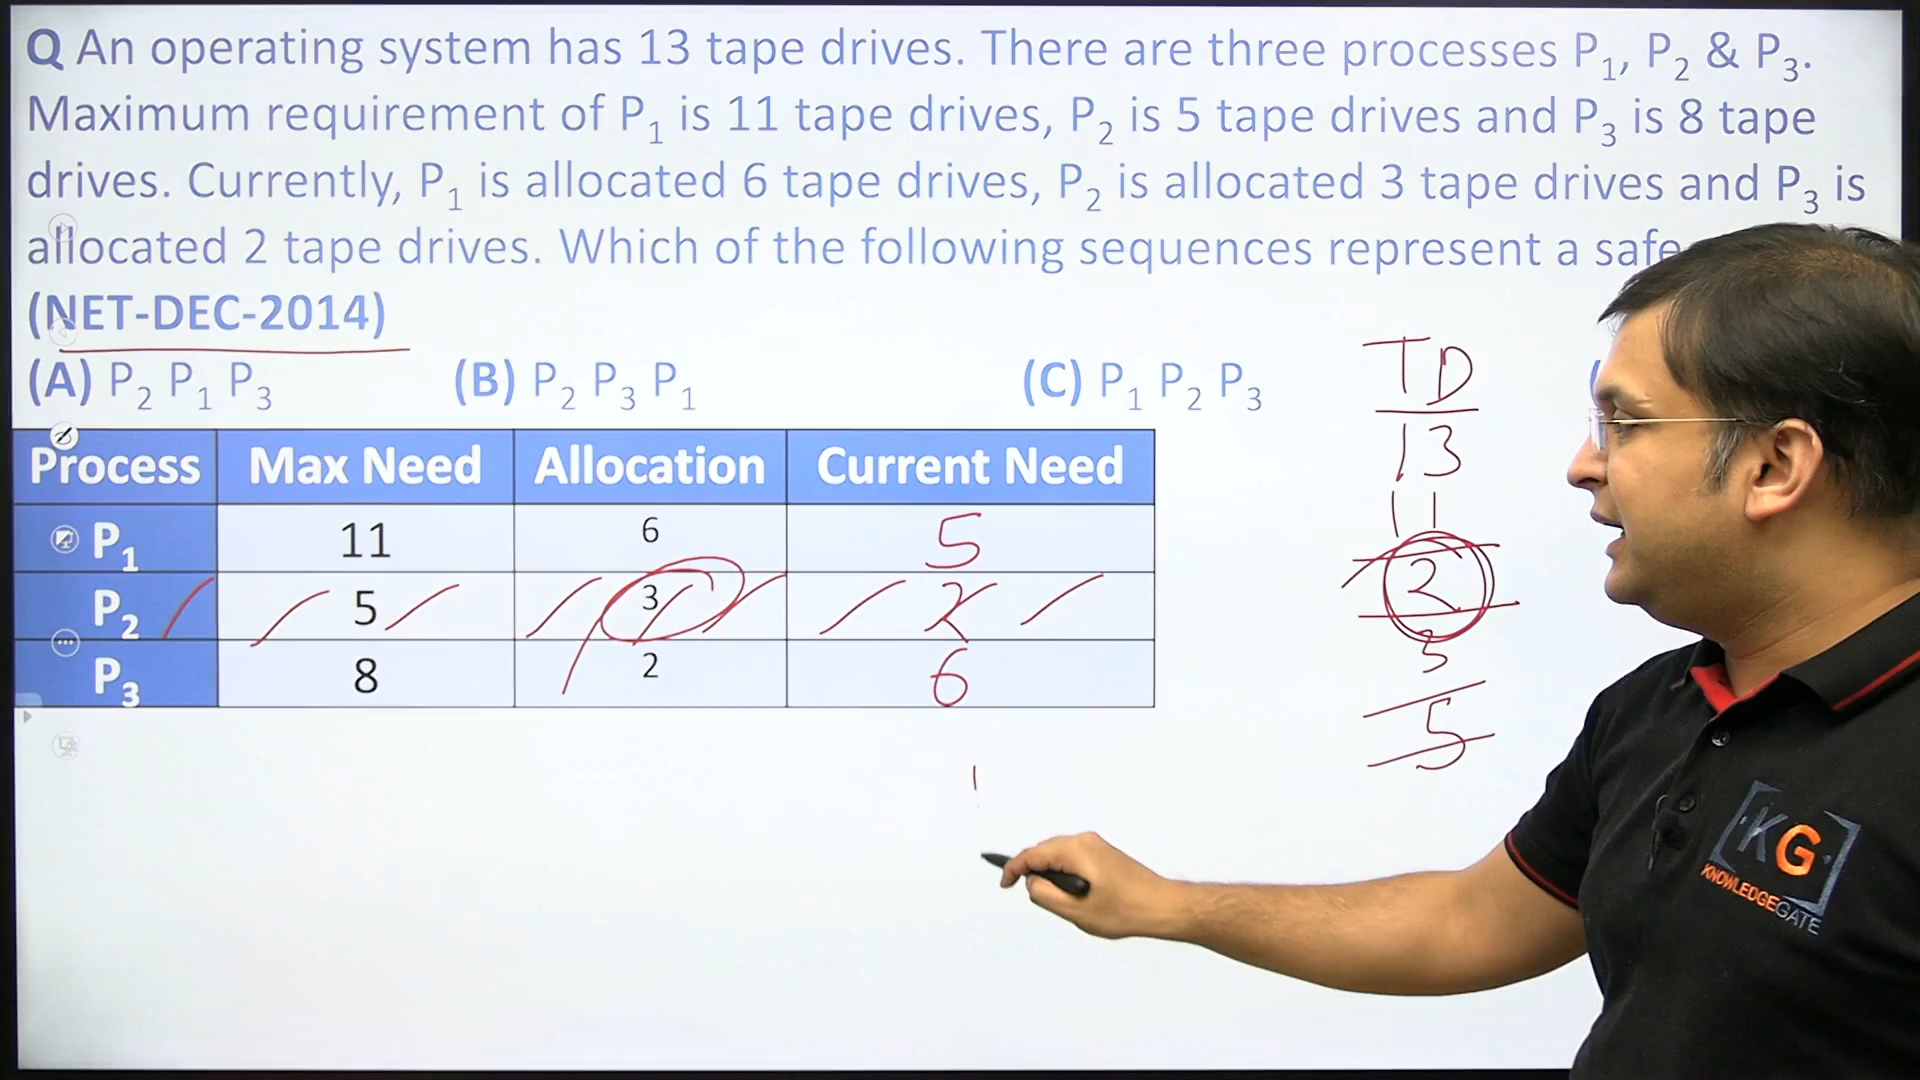 Q An operating system has 13 tape drives. There are three processes P1, P2 & P3.
Maximum requirement of P1 is 11 tape drives, P2 is 5 tape drives and P3 is 8 tape
drives. Currently, P1 is allocated 6 tape drives, P2 is allocated 3 tape drives and P3 is
allocated 2 tape drives. Which of the following sequences represent a safe
(NET-DEC-2014)
(A) P2 P1 P3 (B) P2 P3 P1 (C) P1 P2 P3 (
Process Max Need Allocation Current Need
P1 11 6 5
P2 5 3 2
P3 8 2 6
TD
13
11
2
3
5
KG
KNOWLEDGEGATE